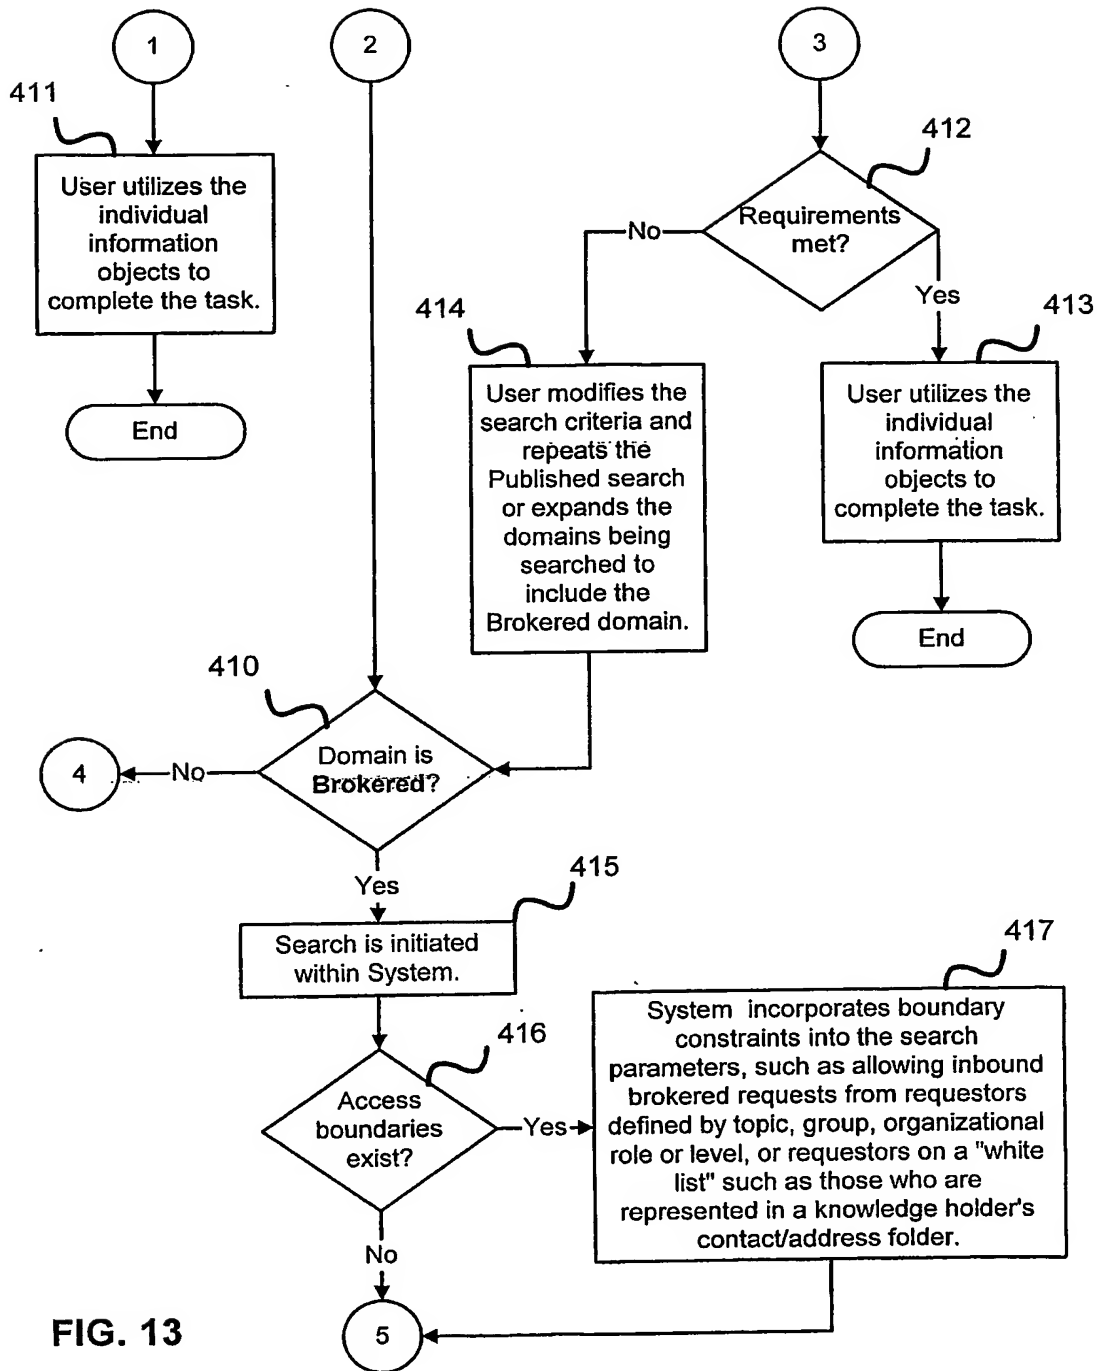 1
2
3
411
412
User utilizes the
individual
information
objects to
complete the task.
Requirements
met?
No
Yes
414
413
End
User modifies the
search criteria and
repeats the
Published search
or expands the
domains being
searched to
include the
Brokered domain.
User utilizes the
individual
information
objects to
complete the task.
End
410
Domain is
Brokered?
No
4
Yes
415
Search is initiated
within System.
417
416
Access
boundaries
exist?
Yes
System incorporates boundary
constraints into the search
parameters, such as allowing inbound
brokered requests from requestors
defined by topic, group, organizational
role or level, or requestors on a "white
list" such as those who are
represented in a knowledge holder's
contact/address folder.
No
5
FIG. 13